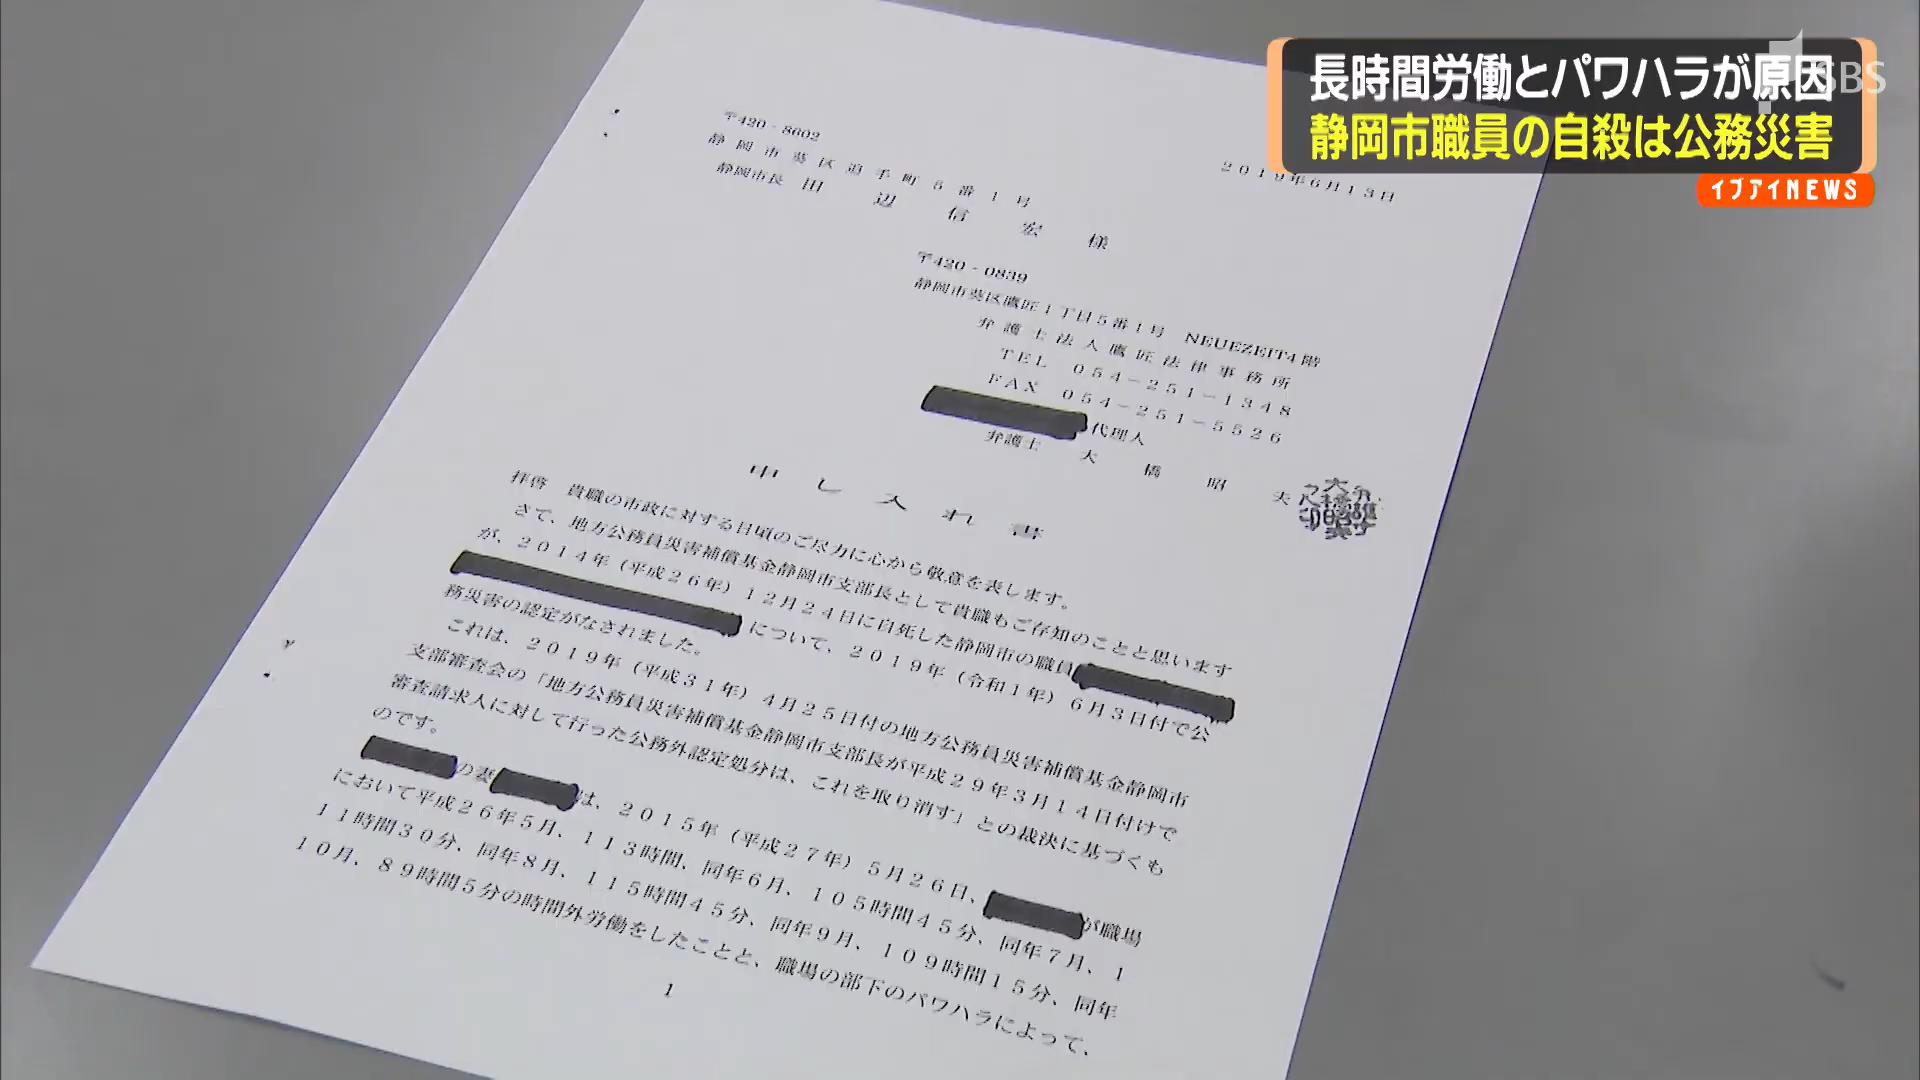 長時間労働とパワハラが原因
静岡市職員の自殺は公務災害
イブアイNEWS
SBS
2019年6月13日
〒420-8602
静岡市葵区追手町5番1号
静岡市長 田辺信宏様
〒420-0839
静岡市葵区鷹匠1丁目5番1号 NEUEZEIT4階
弁護士法人鷹匠法律事務所
TEL 054-251-1348
FAX 054-251-5526
代理人
弁護士 大橋昭夫
申し入れ書
拝啓 貴職の市政に対する日頃のご尽力に心から敬意を表します。
さて、地方公務員災害補償基金静岡市支部長として貴職もご存知のことと思います
が、2014年（平成26年）12月24日に自死した静岡市の職員
について、2019年（令和1年）6月3日付で公
務災害の認定がなされました。
これは、2019年（平成31年）4月25日付の地方公務員災害補償基金静岡市
支部審査会の「地方公務員災害補償基金静岡市支部長が平成29年3月14日付けで
審査請求人に対して行った公務外認定処分は、これを取り消す」との裁決に基づくも
のです。
の妻は、2015年（平成27年）5月26日、が職場
において平成26年5月、113時間、同年6月、105時間45分、同年7月、1
11時間30分、同年8月、115時間45分、同年9月、109時間15分、同年
10月、89時間5分の時間外労働をしたことと、職場の部下のパワハラによって、
1